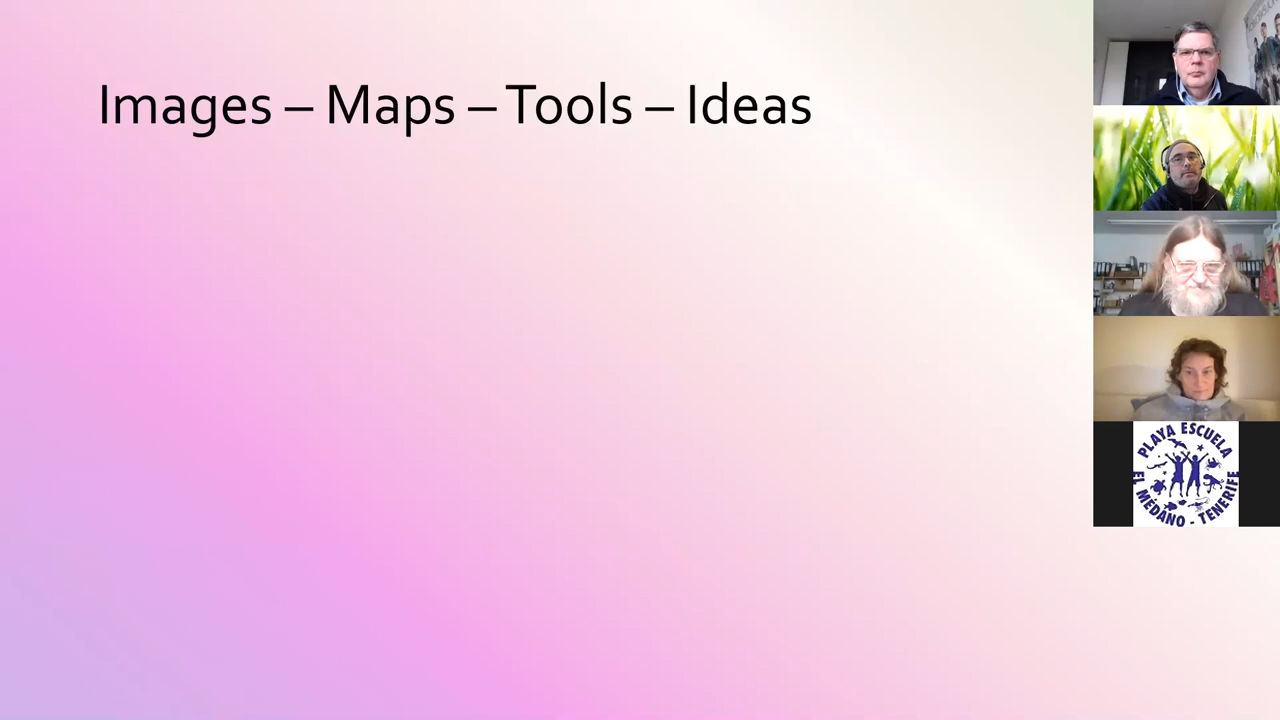 Images – Maps – Tools – Ideas
PLAYA ESCUELA
EL MÉDANO - TENERIFE